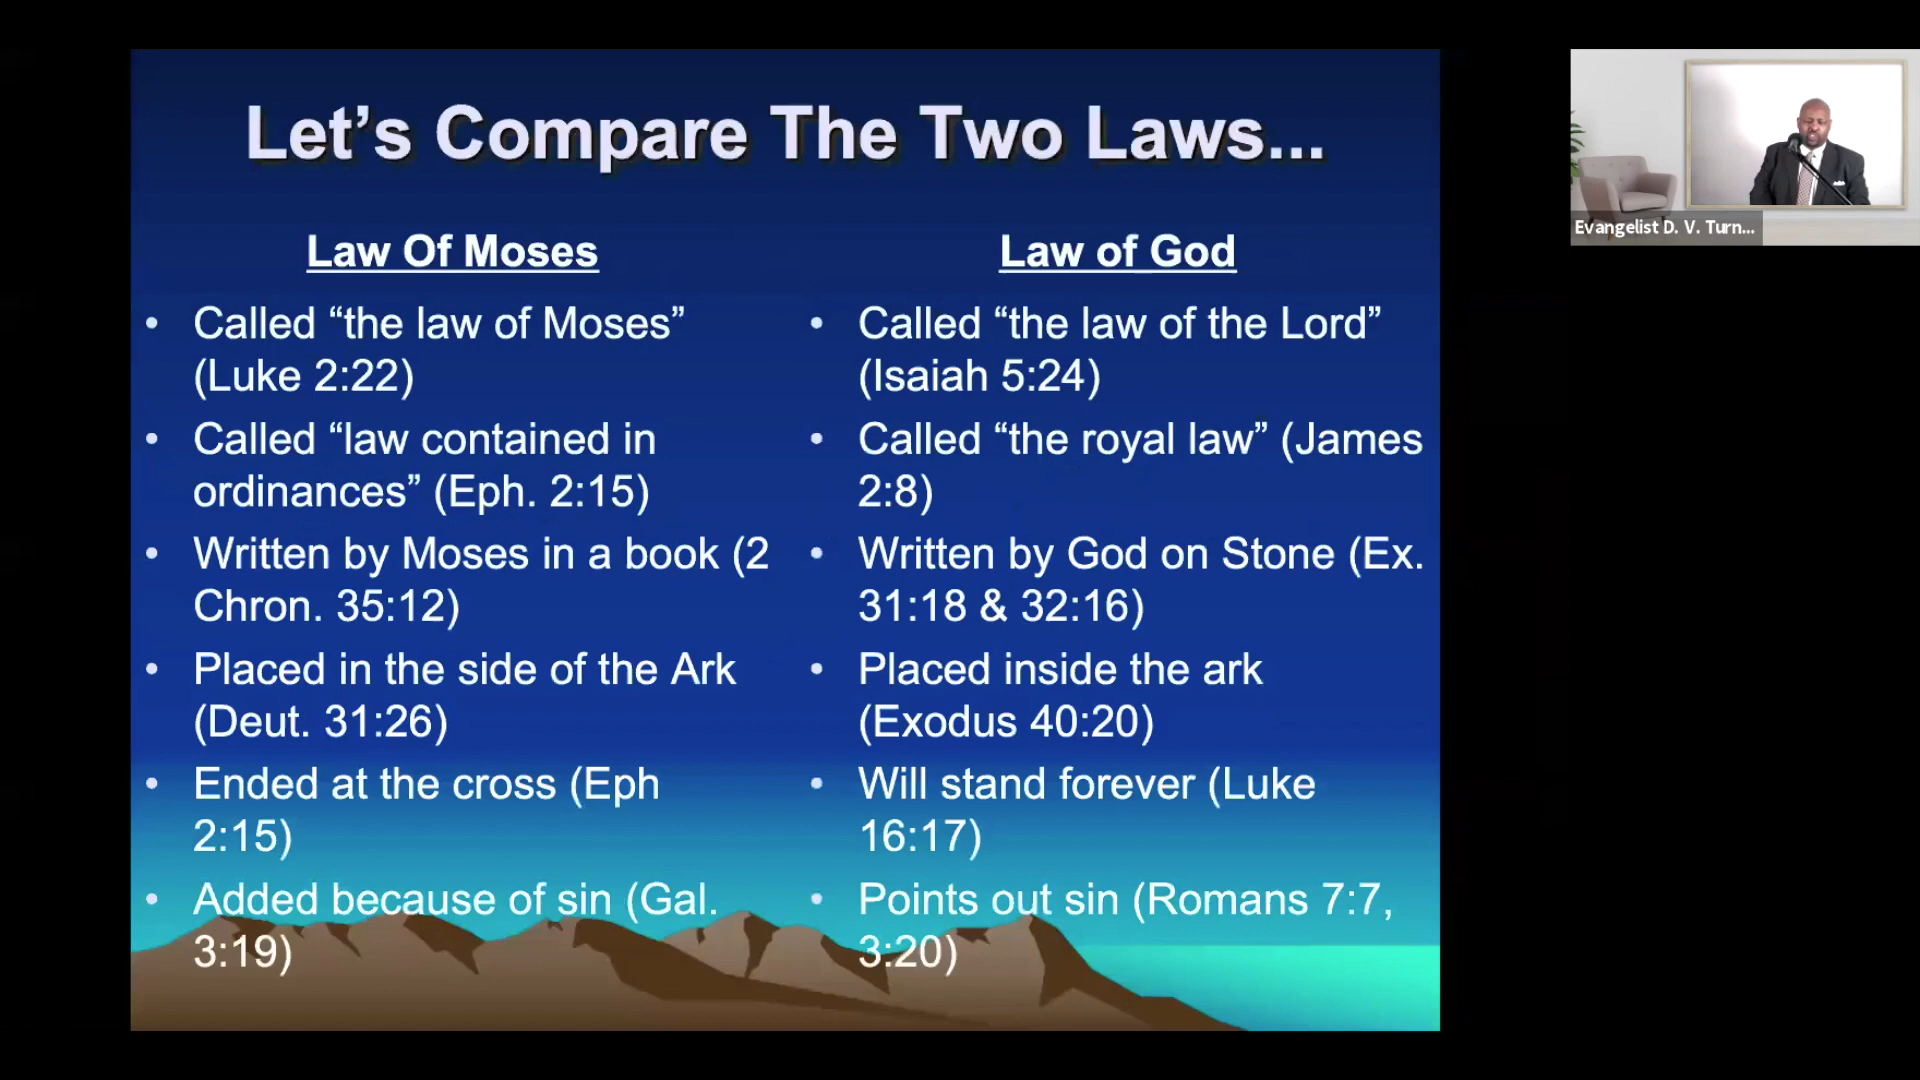 Let’s Compare The Two Laws...
Law Of Moses
• Called “the law of Moses”
(Luke 2:22)
• Called “law contained in
ordinances” (Eph. 2:15)
• Written by Moses in a book (2
Chron. 35:12)
• Placed in the side of the Ark
(Deut. 31:26)
• Ended at the cross (Eph
2:15)
• Added because of sin (Gal.
3:19)
Law of God
• Called “the law of the Lord”
(Isaiah 5:24)
• Called “the royal law” (James
2:8)
• Written by God on Stone (Ex.
31:18 & 32:16)
• Placed inside the ark
(Exodus 40:20)
• Will stand forever (Luke
16:17)
• Points out sin (Romans 7:7,
3:20)
Evangelist D. V. Turn...